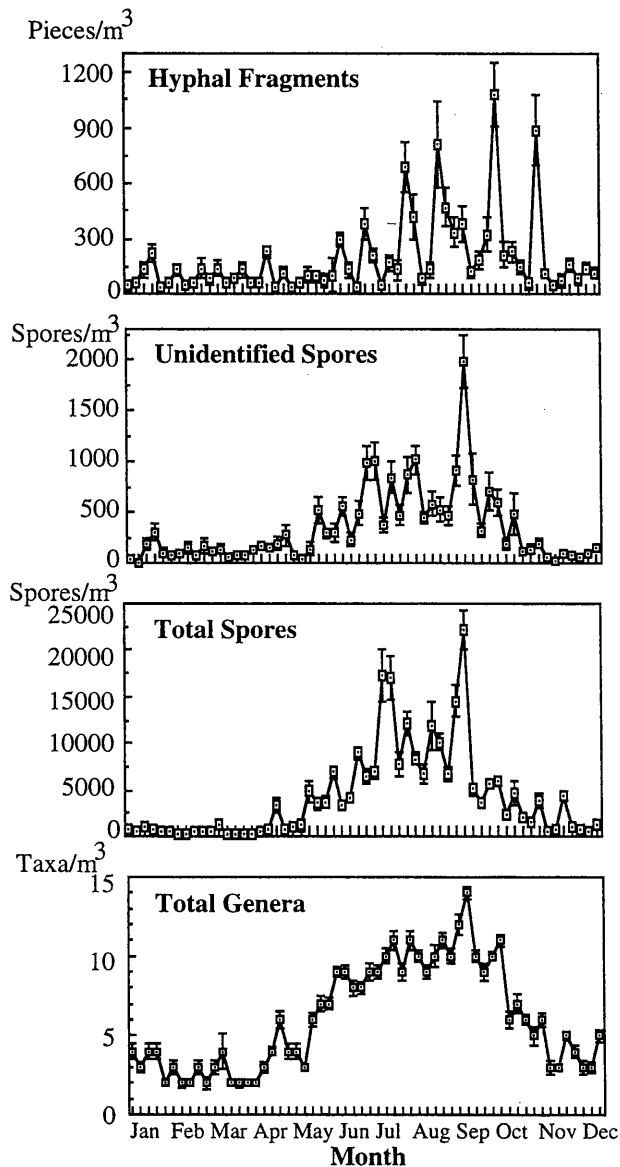 Pieces/m³
Hyphal Fragments
1200
900
600
300
0
Spores/m³
Unidentified Spores
2000
1500
1000
500
0
Spores/m³
25000
Total Spores
20000
15000
10000
5000
0
Taxa/m³
15
Total Genera
10
5
0
Jan Feb Mar Apr May Jun Jul Aug Sep Oct Nov Dec
Month